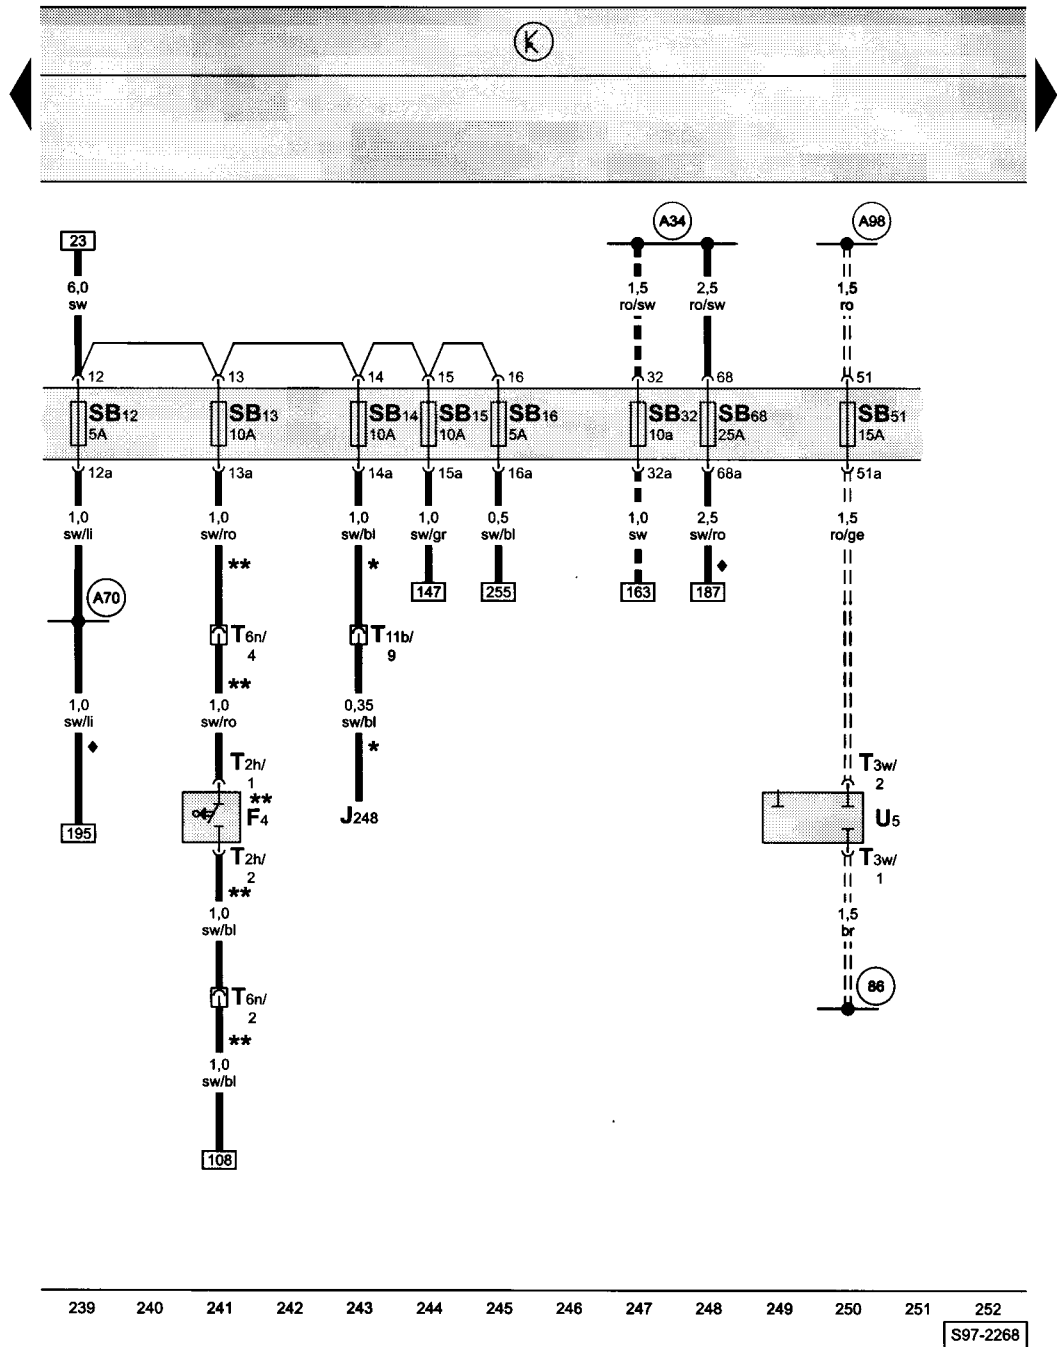 K
23
A34
A98
6,0
sw
1,5
ro/sw
2,5
ro/sw
1,5
ro
12
13
14
15
16
32
68
51
SB12
5A
SB13
10A
SB14
10A
SB15
10A
SB16
5A
SB32
10a
SB68
25A
SB51
15A
12a
13a
14a
15a
16a
32a
68a
51a
1,0
sw/li
1,0
sw/ro
1,0
sw/bl
1,0
sw/gr
0,5
sw/bl
1,0
sw
2,5
sw/ro
1,5
ro/ge
**
*
♦
147
255
163
187
A70
T6n/
4
T11b/
9
**
1,0
sw/li
1,0
sw/ro
0,35
sw/bl
♦
*
T2h/
1
T3w/
2
**
F4
J248
U5
195
T2h/
2
T3w/
1
**
1,0
sw/bl
1,5
br
86
T6n/
2
**
1,0
sw/bl
108
239 240 241 242 243 244 245 246 247 248 249 250 251 252
S97-2268